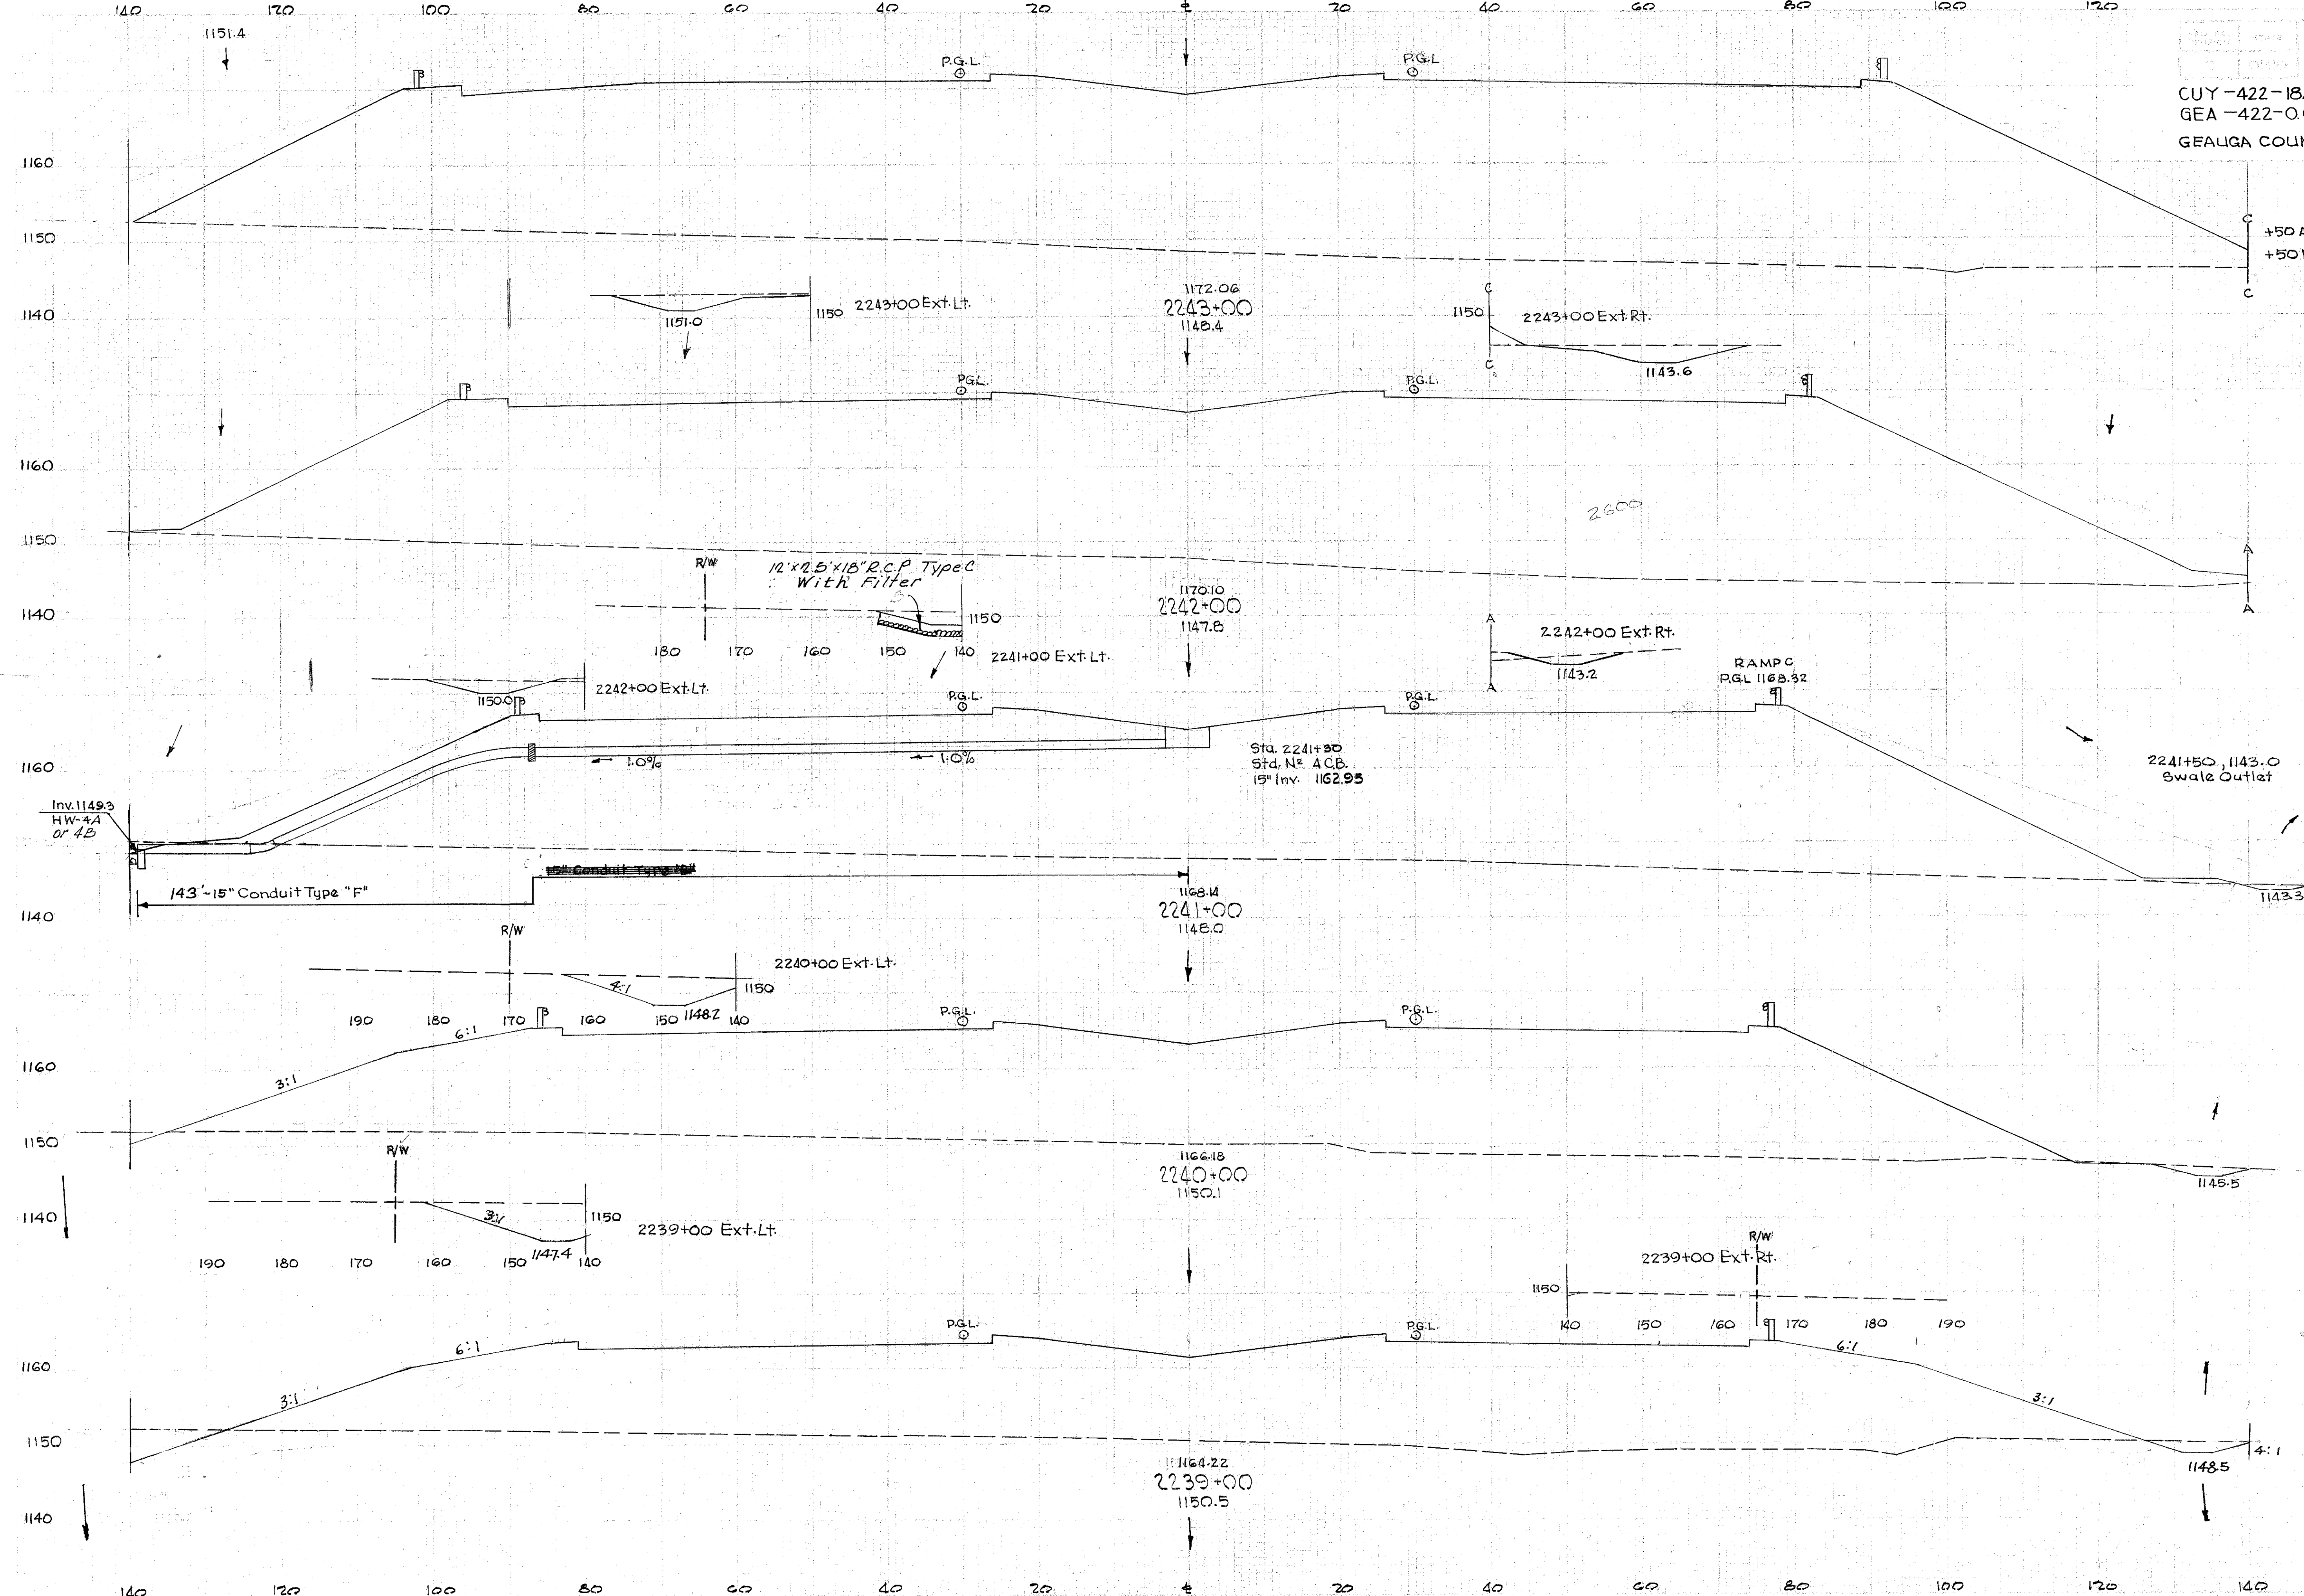 140 120 100 80 60 40 20 ℄ 20 40 60 80 100 120
1151.4
P.G.L.
P.G.L
CUY-422-18.
GEA-422-0.
GEAUGA COUN
1160
1150
+50
+50
C
C
1140
1151.0
1150
2243+00 Ext. Lt.
1172.06
2243+00
1148.4
C
1150
C
2243+00 Ext. Rt.
1143.6
P.G.L.
P.G.L.
1160
2600
1150
A
A
R/W
12'x2.5'x18" R.C.P. Type C
With Filter
1150
1140
180 170 160 150 140
2241+00 Ext. Lt.
1170.10
2242+00
1147.8
A
A
2242+00 Ext. Rt.
1143.2
RAMP C
P.G.L 1168.32
1150.0
2242+00 Ext. Lt.
P.G.L.
P.G.L.
1160
1.0%
1.0%
Sta. 2241+30
Std. Nº 4 C.B.
15" Inv. 1162.95
2241+50, 1143.0
Swale Outlet
Inv. 1149.3
HW-4A
or 4B
15" Conduit Type "B"
143'~15" Conduit Type "F"
1143.3
1140
1168.14
2241+00
1148.0
R/W
2240+00 Ext. Lt.
4:1
1150
190 180 170 160 150 1148.2 140
P.G.L.
P.G.L.
6:1
1160
3:1
1150
R/W
1166.18
2240+00
1150.1
1145.5
1140
3:1
1150
2239+00 Ext. Lt.
190 180 170 160 150 1147.4 140
R/W
2239+00 Ext. Rt.
1150
140 150 160 170 180 190
P.G.L.
P.G.L.
1160
6:1
6:1
3:1
3:1
1150
4:1
1148.5
1164.22
2239+00
1150.5
1140
140 120 100 80 60 40 20 ℄ 20 40 60 80 100 120 140